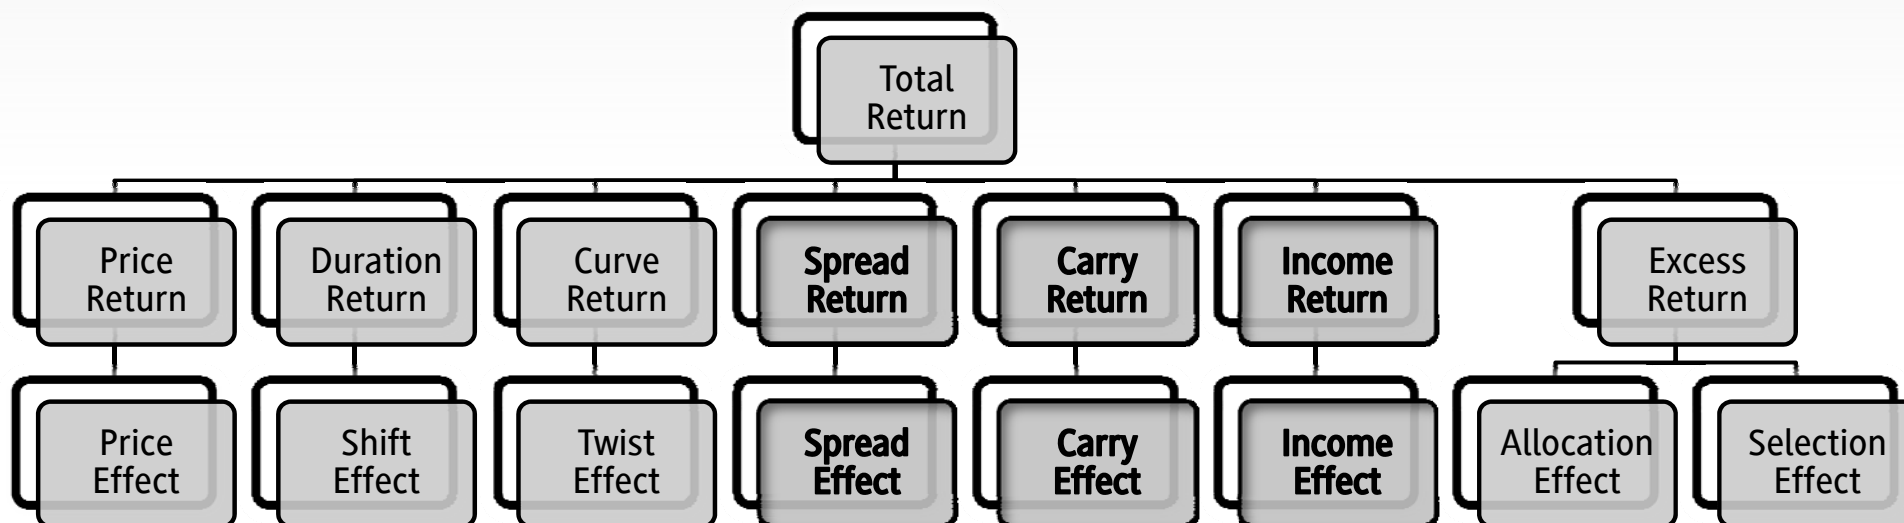 Total
Return
Price
Return
Duration
Return
Curve
Return
Spread
Return
Carry
Return
Income
Return
Excess
Return
Price
Effect
Shift
Effect
Twist
Effect
Spread
Effect
Carry
Effect
Income
Effect
Allocation
Effect
Selection
Effect